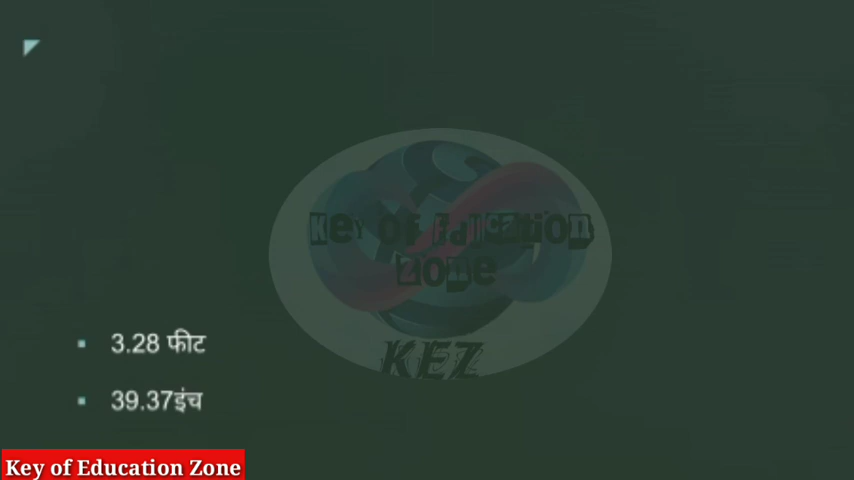 Key of Education
Zone
KEZ
3.28 फीट
39.37इंच
Key of Education Zone